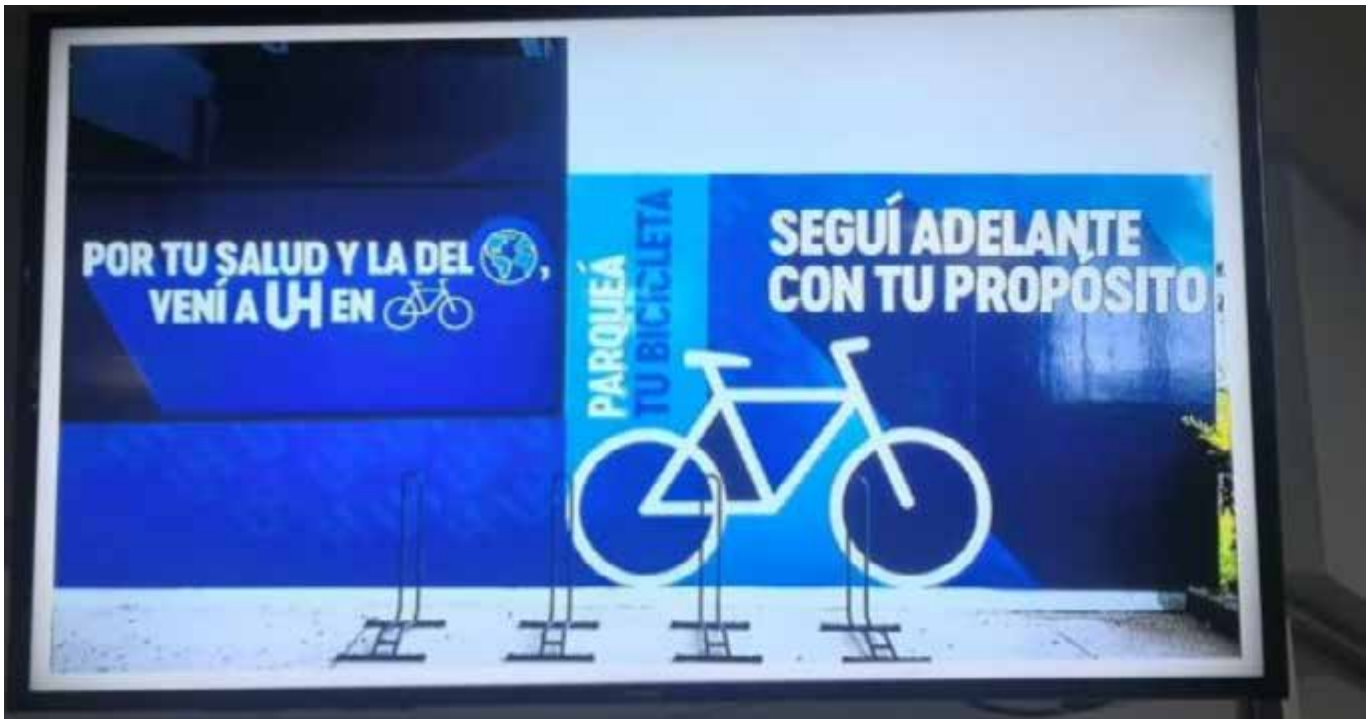 POR TU SALUD Y LA DEL,
VENÍ A UH EN
PARQUEÁ
TU BICICLETA
SEGUÍ ADELANTE
CON TU PROPÓSITO